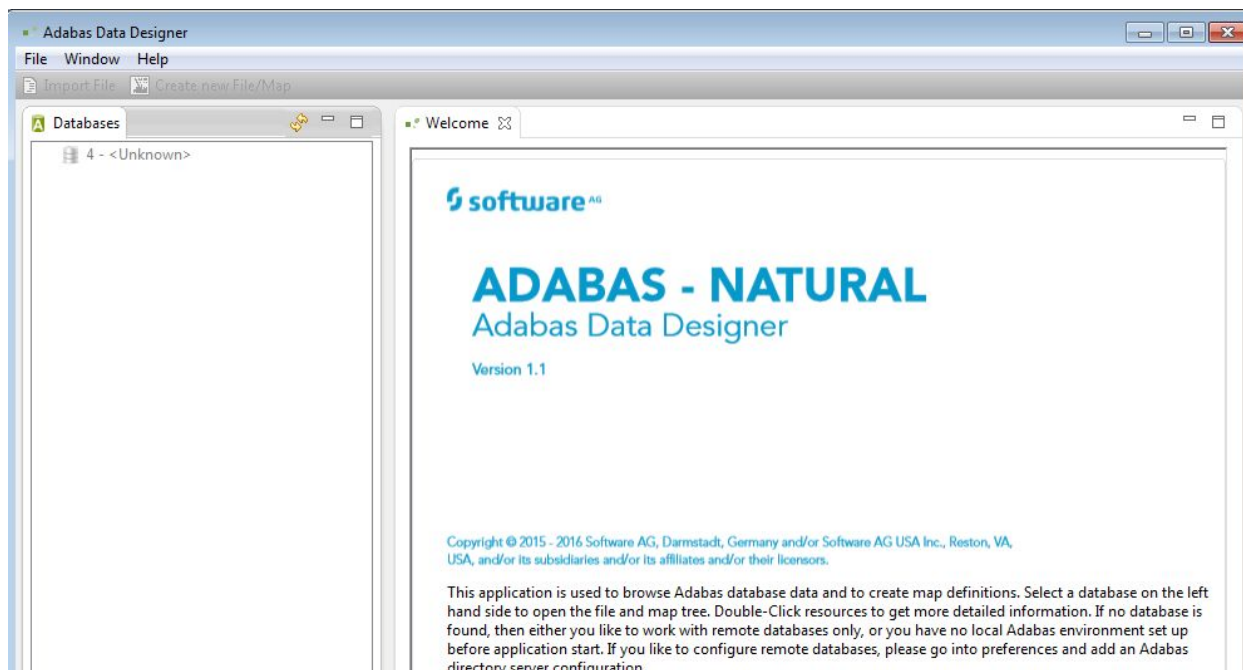 Adabas Data Designer
File Window Help
Import File Create new File/Map
Databases
Welcome
4 - <Unknown>
software AG
ADABAS - NATURAL
Adabas Data Designer
Version 1.1
Copyright © 2015 - 2016 Software AG, Darmstadt, Germany and/or Software AG USA Inc., Reston, VA,
USA, and/or its subsidiaries and/or its affiliates and/or their licensors.
This application is used to browse Adabas database data and to create map definitions. Select a database on the left
hand side to open the file and map tree. Double-Click resources to get more detailed information. If no database is
found, then either you like to work with remote databases only, or you have no local Adabas environment set up
before application start. If you like to configure remote databases, please go into preferences and add an Adabas
directory server configuration.